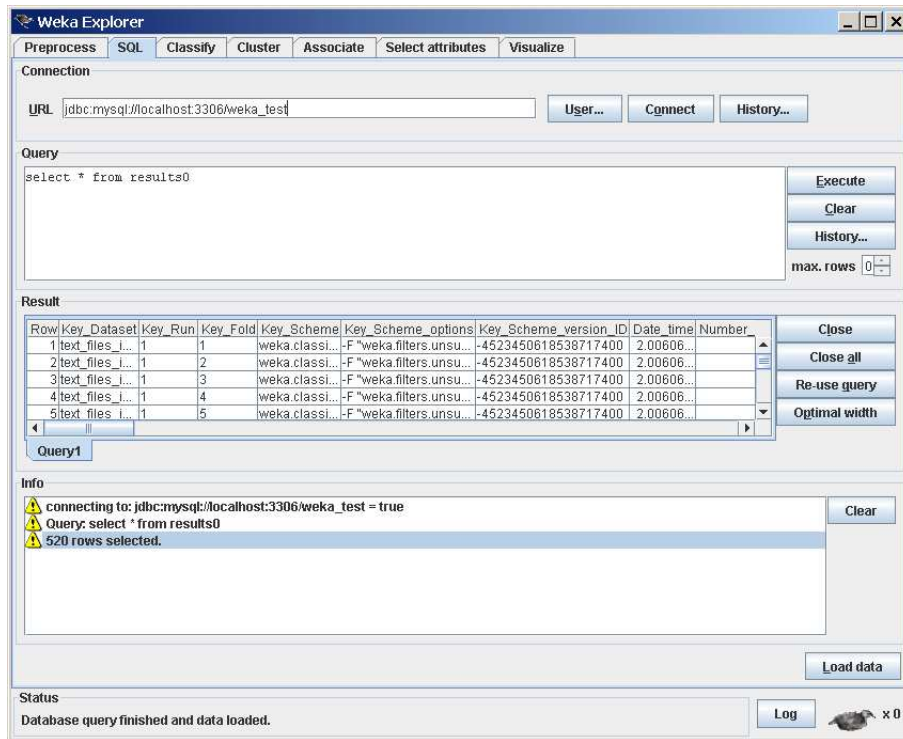 Weka Explorer
Preprocess SQL Classify Cluster Associate Select attributes Visualize
Connection
URL jdbc:mysql://localhost:3306/weka_test User... Connect History...
Query
select * from results0
Execute
Clear
History...
max. rows 0
Result
Row Key_Dataset Key_Run Key_Fold Key_Scheme Key_Scheme_options Key_Scheme_version_ID Date_time Number_
1 text_files_i... 1 1 weka.classi... -F "weka.filters.unsu... -4523450618538717400 2.00606...
2 text_files_i... 1 2 weka.classi... -F "weka.filters.unsu... -4523450618538717400 2.00606...
3 text_files_i... 1 3 weka.classi... -F "weka.filters.unsu... -4523450618538717400 2.00606...
4 text_files_i... 1 4 weka.classi... -F "weka.filters.unsu... -4523450618538717400 2.00606...
5 text_files_i... 1 5 weka.classi... -F "weka.filters.unsu... -4523450618538717400 2.00606...
Close
Close all
Re-use query
Optimal width
Query1
Info
connecting to: jdbc:mysql://localhost:3306/weka_test = true
Query: select * from results0
520 rows selected.
Clear
Load data
Status
Database query finished and data loaded.
Log x 0